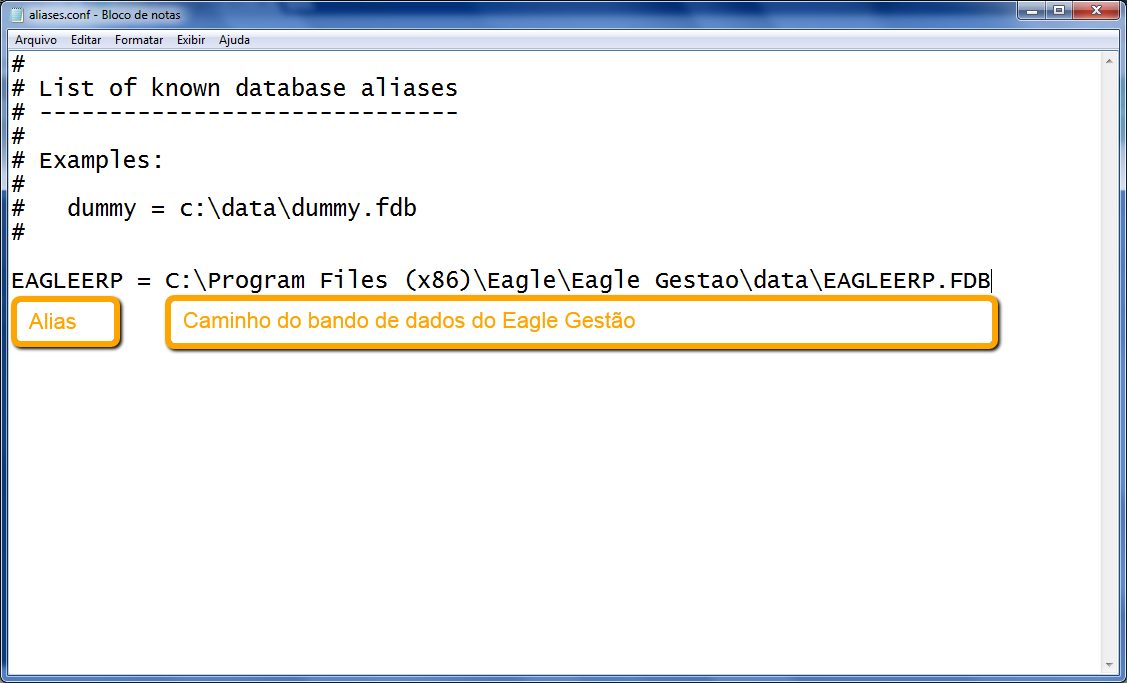 aliases.conf - Bloco de notas
Arquivo Editar Formatar Exibir Ajuda
#
# List of known database aliases
# ------------------------------
#
# Examples:
#
#   dummy = c:\data\dummy.fdb
#
EAGLEERP = C:\Program Files (x86)\Eagle\Eagle Gestao\data\EAGLEERP.FDB
Alias Caminho do bando de dados do Eagle Gestão